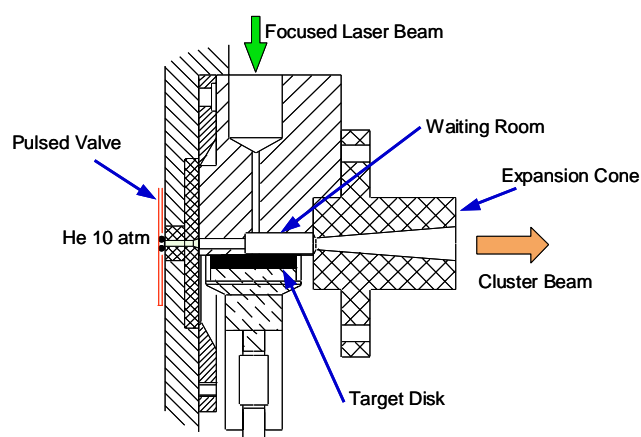 Focused Laser Beam
Waiting Room
Pulsed Valve
Expansion Cone
He 10 atm
Cluster Beam
Target Disk